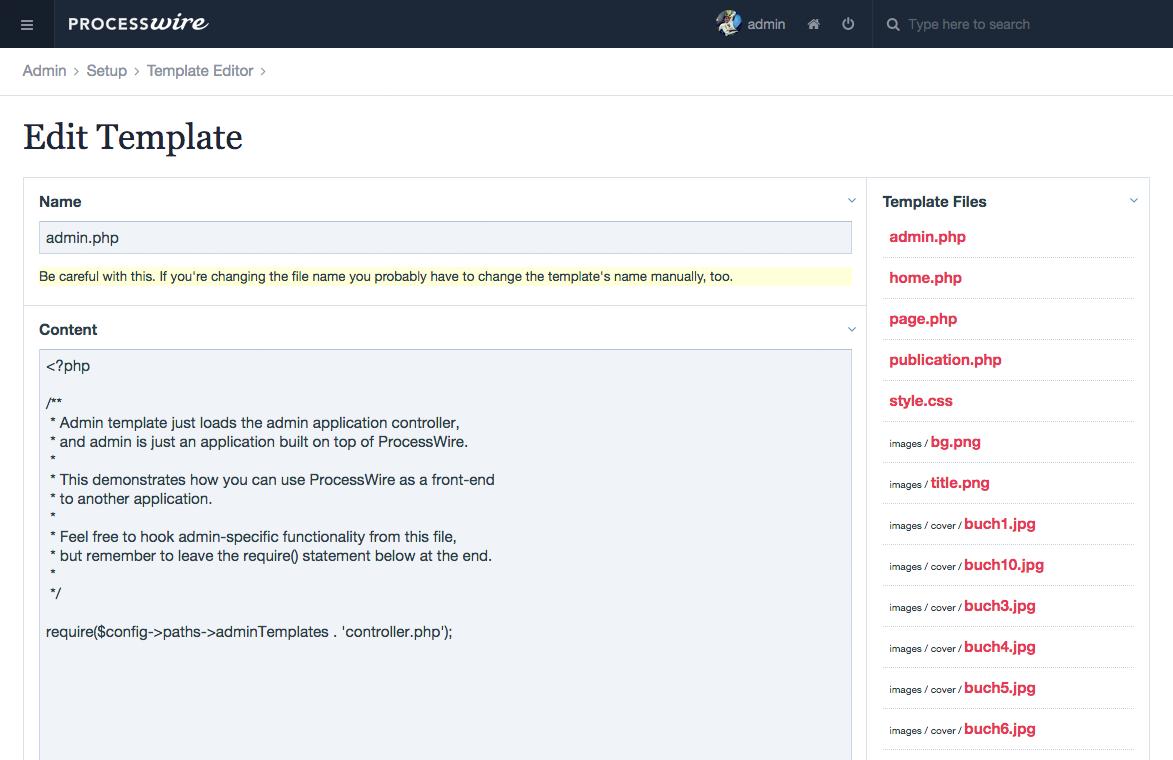 PROCESSwire
admin
Type here to search
Admin > Setup > Template Editor >
Edit Template
Name
admin.php
Be careful with this. If you're changing the file name you probably have to change the template's name manually, too.
Content
<?php
/**
* Admin template just loads the admin application controller,
* and admin is just an application built on top of ProcessWire.
*
* This demonstrates how you can use ProcessWire as a front-end
* to another application.
*
* Feel free to hook admin-specific functionality from this file,
* but remember to leave the require() statement below at the end.
*
*/
require($config->paths->adminTemplates . 'controller.php');
Template Files
admin.php
home.php
page.php
publication.php
style.css
images / bg.png
images / title.png
images / cover / buch1.jpg
images / cover / buch10.jpg
images / cover / buch3.jpg
images / cover / buch4.jpg
images / cover / buch5.jpg
images / cover / buch6.jpg